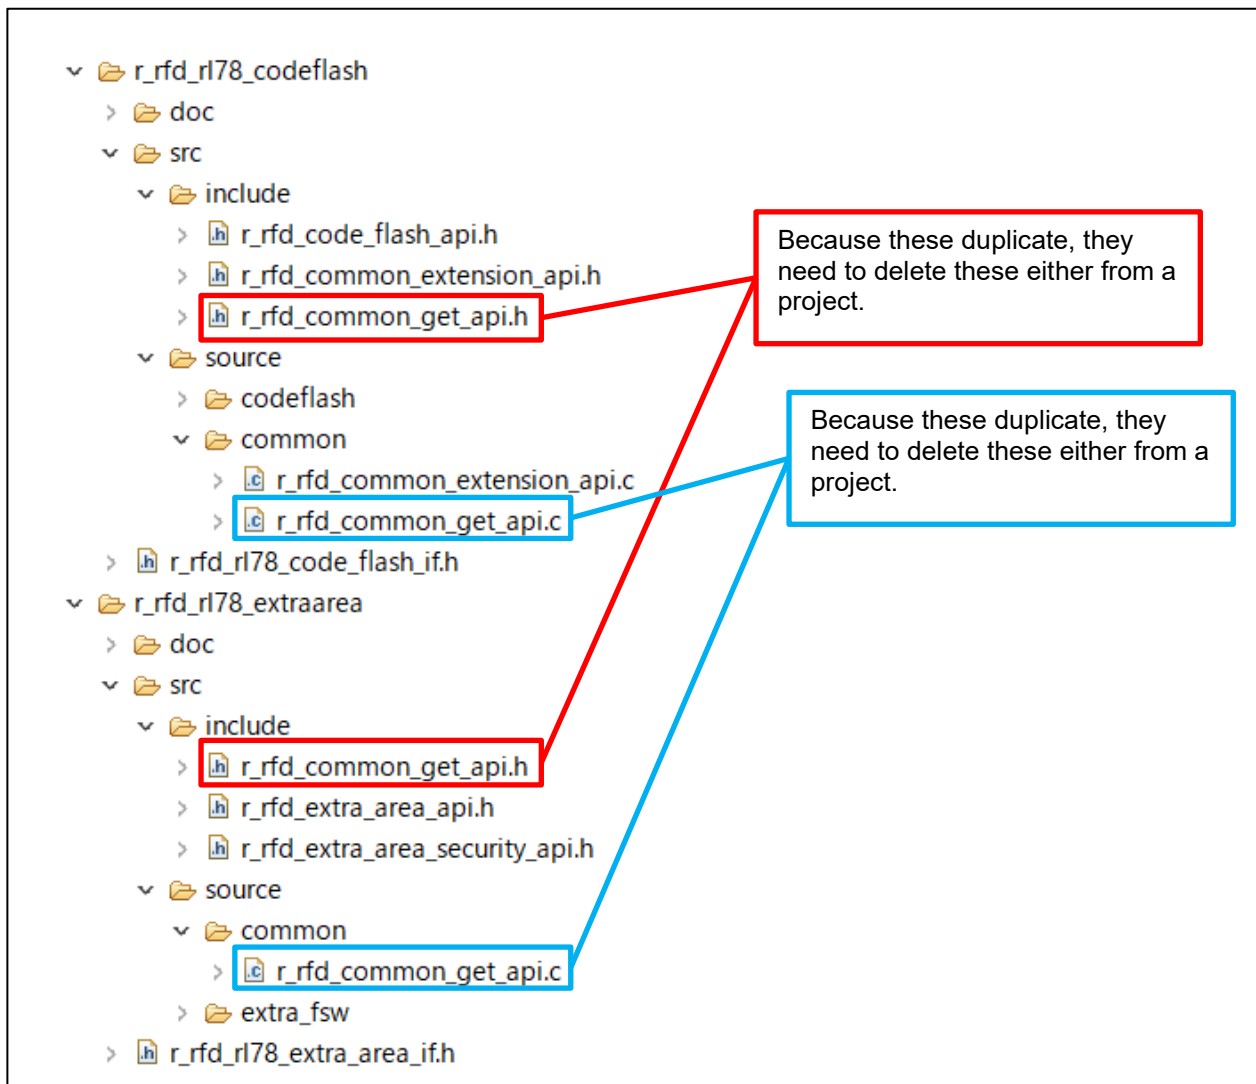 r_rfd_rl78_codeflash
doc
src
include
r_rfd_code_flash_api.h
r_rfd_common_extension_api.h
r_rfd_common_get_api.h
source
codeflash
common
r_rfd_common_extension_api.c
r_rfd_common_get_api.c
r_rfd_rl78_code_flash_if.h
r_rfd_rl78_extraarea
doc
src
include
r_rfd_common_get_api.h
r_rfd_extra_area_api.h
r_rfd_extra_area_security_api.h
source
common
r_rfd_common_get_api.c
extra_fsw
r_rfd_rl78_extra_area_if.h
Because these duplicate, they
need to delete these either from a
project.
Because these duplicate, they
need to delete these either from a
project.